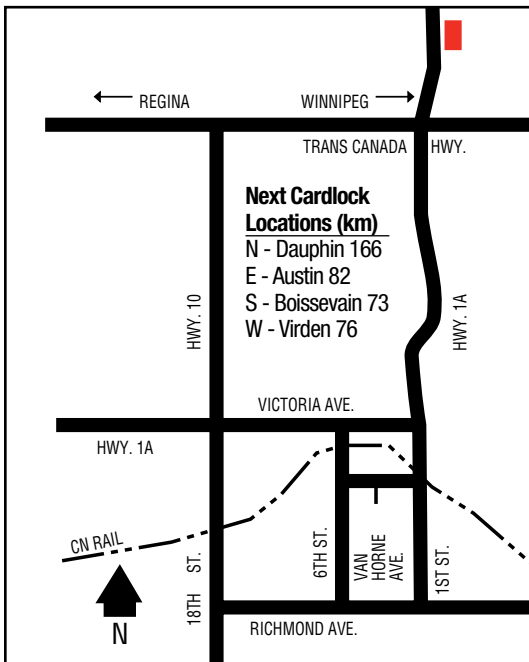 REGINA
WINNIPEG
TRANS CANADA HWY.
Next Cardlock
Locations (km)
N - Dauphin 166
E - Austin 82
S - Boissevain 73
W - Virden 76
HWY. 10
HWY. 1A
VICTORIA AVE.
HWY. 1A
CN RAIL
18TH ST.
6TH ST.
VAN
HORNE
AVE.
1ST ST.
N
RICHMOND AVE.